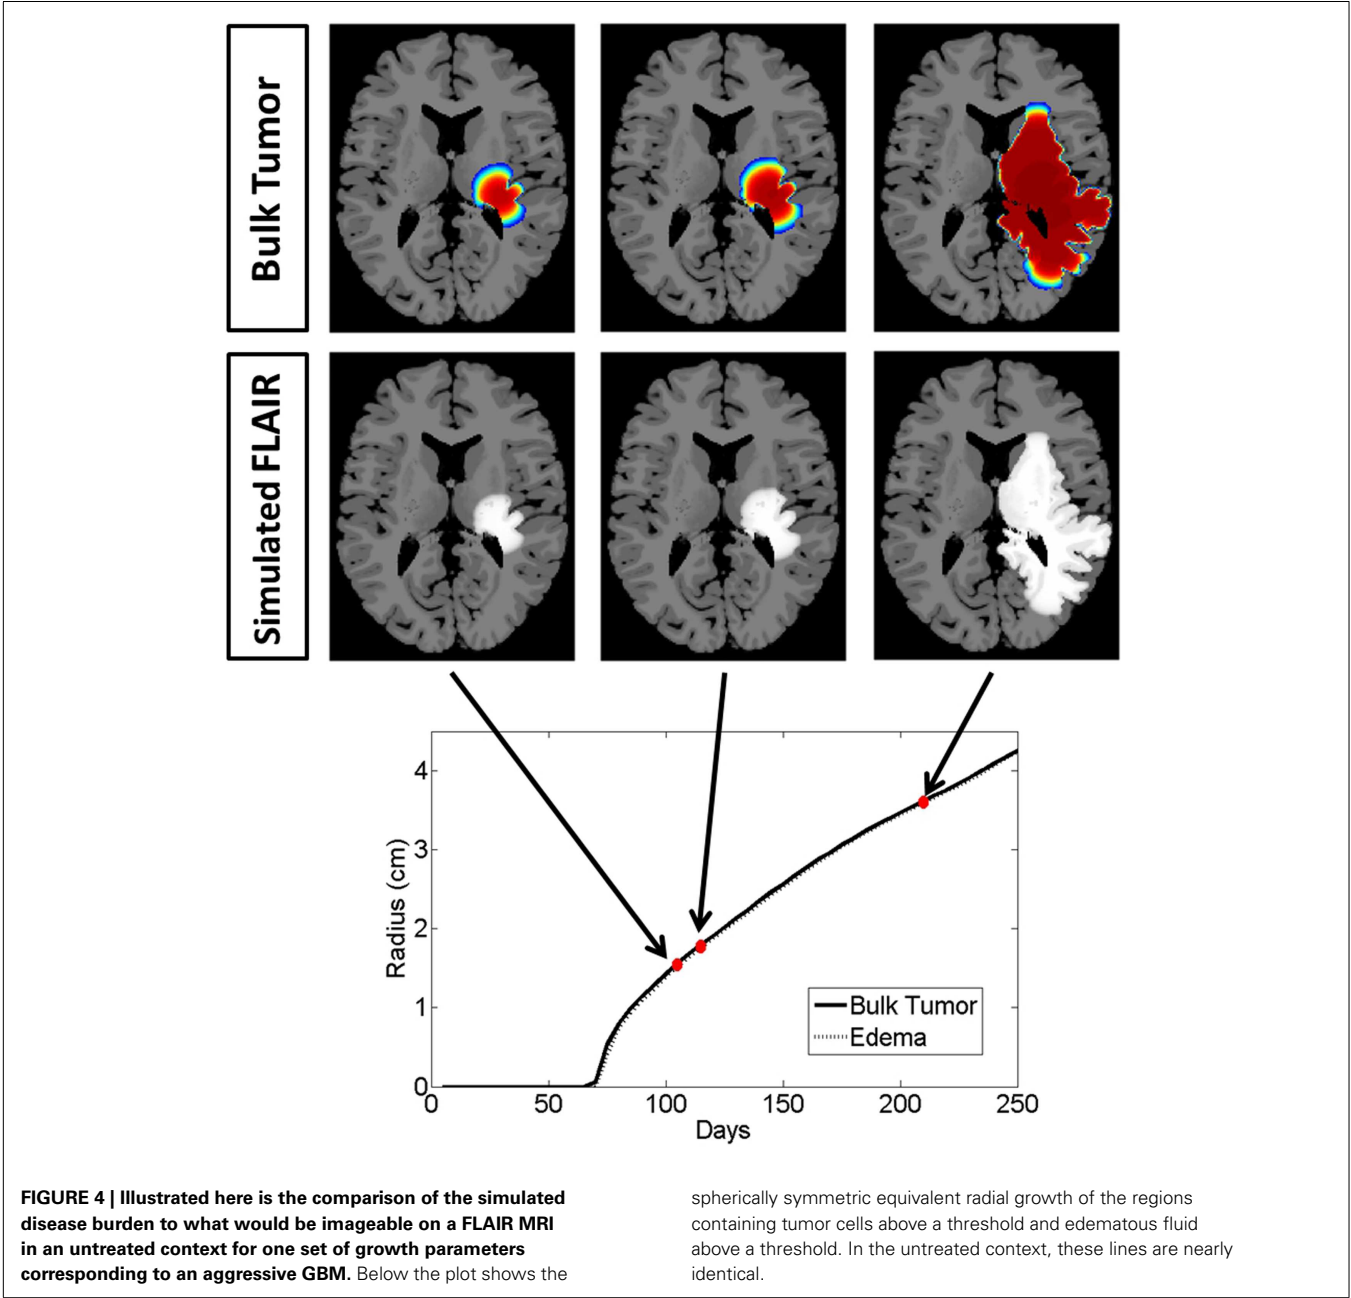 Bulk Tumor
Simulated FLAIR
4
3
2
1
0
Radius (cm)
Bulk Tumor
Edema
0 50 100 150 200 250
Days
FIGURE 4 | Illustrated here is the comparison of the simulated
disease burden to what would be imageable on a FLAIR MRI
in an untreated context for one set of growth parameters
corresponding to an aggressive GBM. Below the plot shows the
spherically symmetric equivalent radial growth of the regions
containing tumor cells above a threshold and edematous fluid
above a threshold. In the untreated context, these lines are nearly
identical.